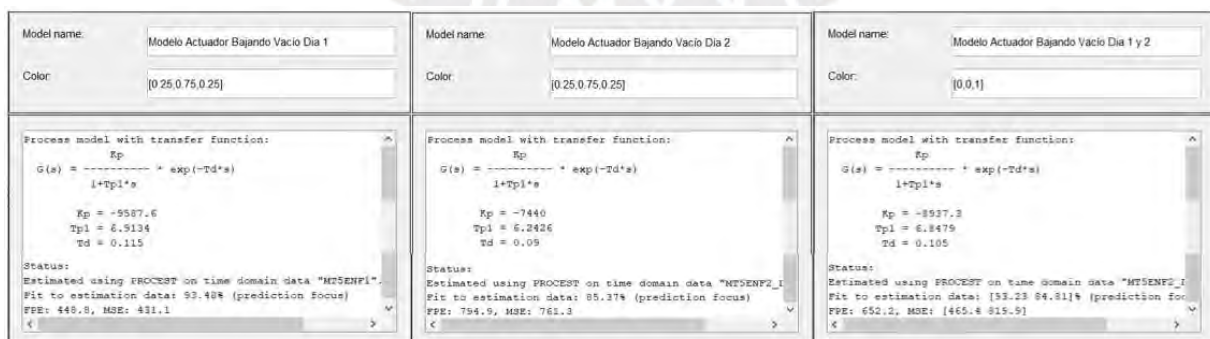 Model name:
Modelo Actuador Bajando Vacío Dia 1
Color:
[0.25,0.75,0.25]
Process model with transfer function:
Kp
G(s) = ---------- * exp(-Td*s)
1+Tp1*s
Kp = -9587.6
Tp1 = 6.9134
Td = 0.115
Status:
Estimated using PROCEST on time domain data "MT5ENF1".
Fit to estimation data: 93.48% (prediction focus)
FPE: 448.8, MSE: 431.1
Model name:
Modelo Actuador Bajando Vacío Día 2
Color:
[0.25,0.75,0.25]
Process model with transfer function:
Kp
G(s) = ---------- * exp(-Td*s)
1+Tp1*s
Kp = -7440
Tp1 = 6.2426
Td = 0.09
Status:
Estimated using PROCEST on time domain data "MT5ENF2_I
Fit to estimation data: 85.37% (prediction focus)
FPE: 794.9, MSE: 761.3
Model name:
Modelo Actuador Bajando Vacío Dia 1 y 2
Color:
[0,0,1]
Process model with transfer function:
Kp
G(s) = ---------- * exp(-Td*s)
1+Tp1*s
Kp = -8937.3
Tp1 = 6.8479
Td = 0.105
Status:
Estimated using PROCEST on time domain data "MT5ENF2_I
Fit to estimation data: [53.23 84.81]% (prediction foc
FPE: 652.2, MSE: [465.4 815.9]